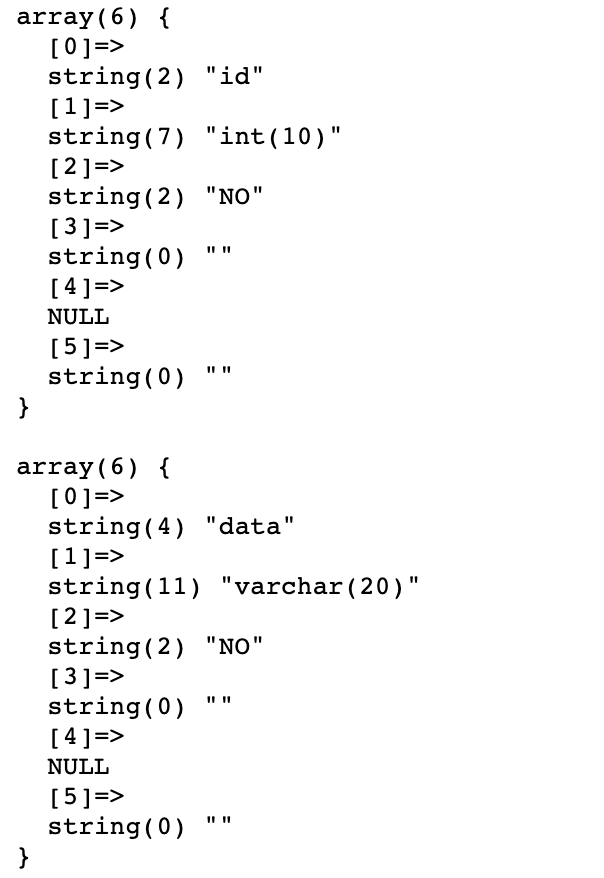 array(6) {
  [0]=>
  string(2) "id"
  [1]=>
  string(7) "int(10)"
  [2]=>
  string(2) "NO"
  [3]=>
  string(0) ""
  [4]=>
  NULL
  [5]=>
  string(0) ""
}

array(6) {
  [0]=>
  string(4) "data"
  [1]=>
  string(11) "varchar(20)"
  [2]=>
  string(2) "NO"
  [3]=>
  string(0) ""
  [4]=>
  NULL
  [5]=>
  string(0) ""
}